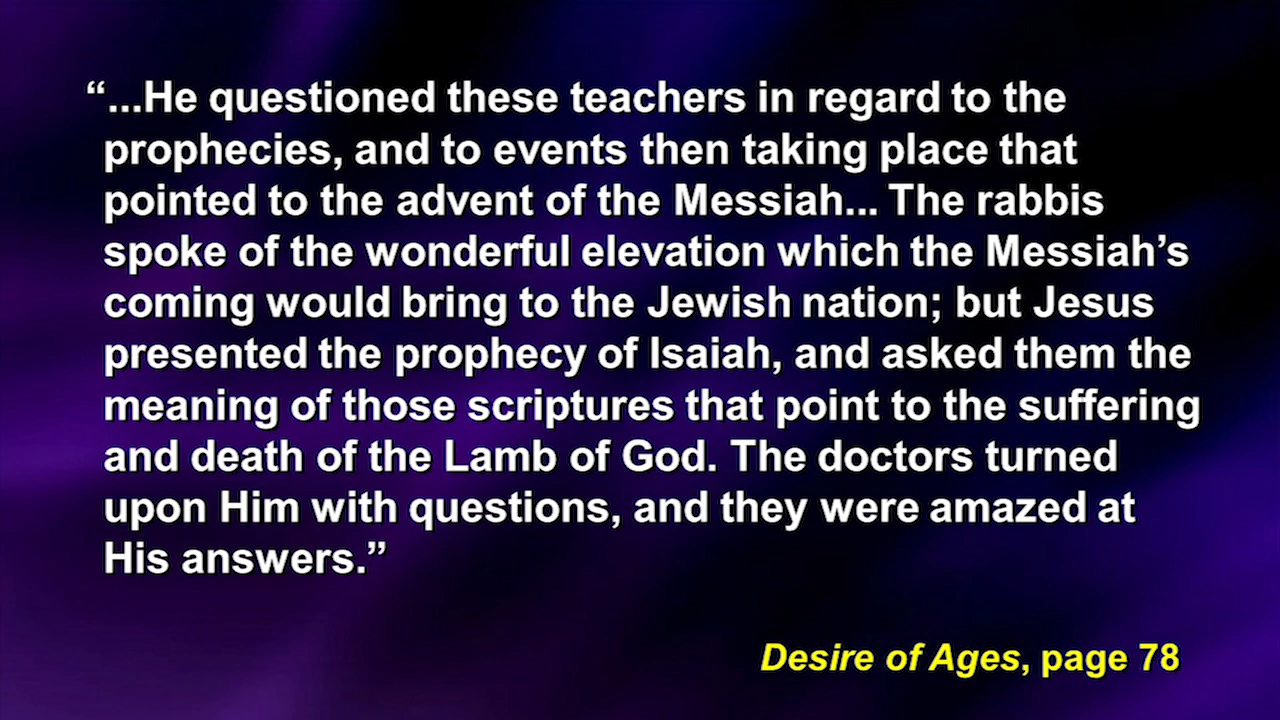 “...He questioned these teachers in regard to the
prophecies, and to events then taking place that
pointed to the advent of the Messiah... The rabbis
spoke of the wonderful elevation which the Messiah’s
coming would bring to the Jewish nation; but Jesus
presented the prophecy of Isaiah, and asked them the
meaning of those scriptures that point to the suffering
and death of the Lamb of God. The doctors turned
upon Him with questions, and they were amazed at
His answers.”
Desire of Ages, page 78